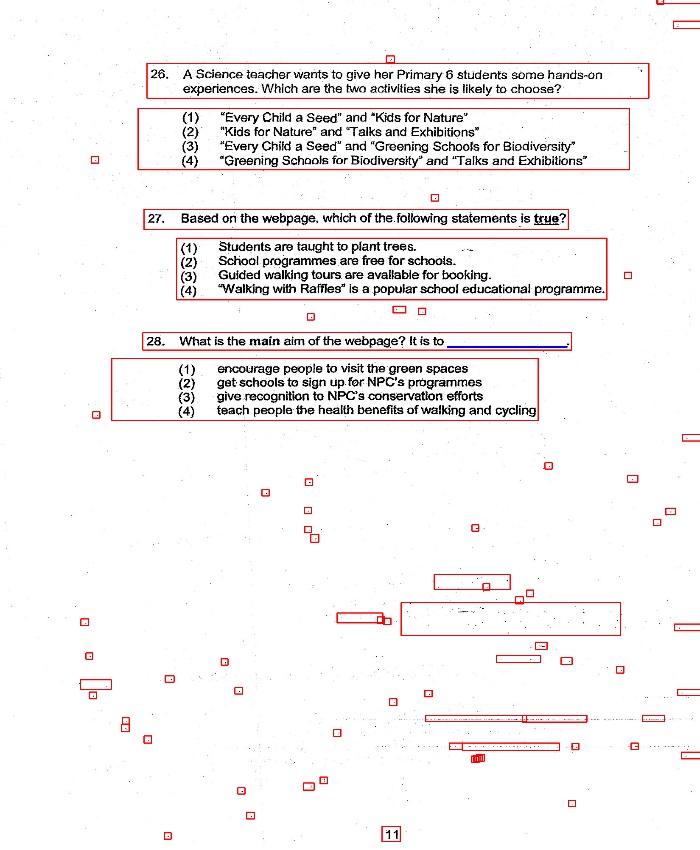 26. A Science teacher wants to give her Primary 6 students some hands-on
experiences. Which are the two activities she is likely to choose?
(1) "Every Child a Seed" and "Kids for Nature"
(2) "Kids for Nature" and "Talks and Exhibitions"
(3) "Every Child a Seed" and "Greening Schools for Biodiversity"
(4) "Greening Schools for Biodiversity" and "Talks and Exhibitions"
27. Based on the webpage, which of the following statements is true?
(1) Students are taught to plant trees.
(2) School programmes are free for schools.
(3) Guided walking tours are available for booking.
(4) "Walking with Raffles" is a popular school educational programme.
28. What is the main aim of the webpage? It is to ____________.
(1) encourage people to visit the green spaces
(2) get schools to sign up for NPC's programmes
(3) give recognition to NPC's conservation efforts
(4) teach people the health benefits of walking and cycling
11